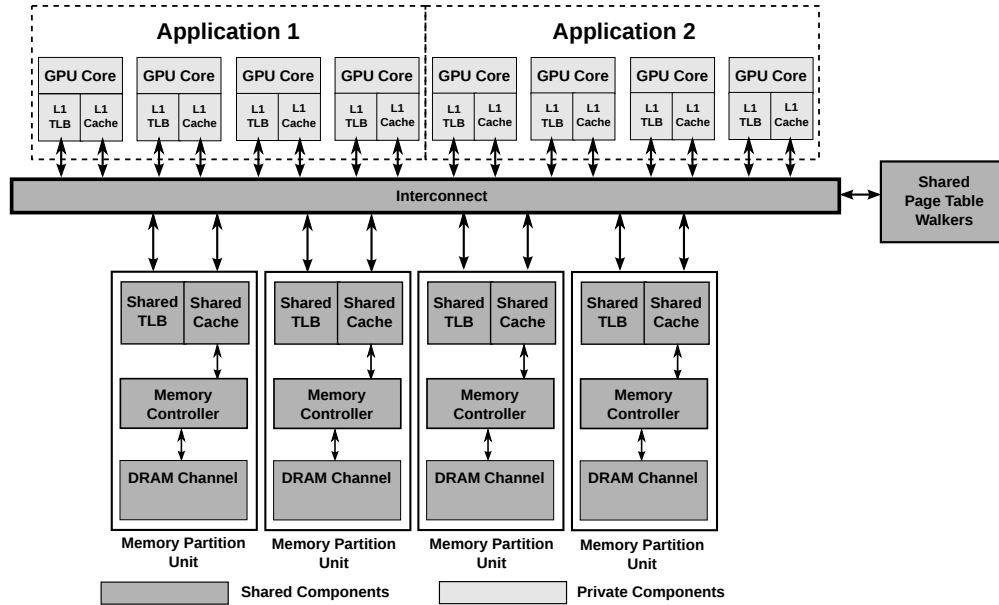 Application 1
Application 2
GPU Core
GPU Core
GPU Core
GPU Core
GPU Core
GPU Core
GPU Core
GPU Core
L1 L1 L1 L1 L1 L1 L1 L1 L1 L1 L1 L1 L1 L1 L1 L1
TLB Cache TLB Cache TLB Cache TLB Cache TLB Cache TLB Cache TLB Cache TLB Cache
Interconnect
Shared
Page Table
Walkers
Shared Shared Shared Shared Shared Shared Shared Shared
TLB Cache TLB Cache TLB Cache TLB Cache
Memory Memory Memory Memory
Controller Controller Controller Controller
DRAM Channel DRAM Channel DRAM Channel DRAM Channel
Memory Partition Memory Partition Memory Partition Memory Partition
Unit Unit Unit Unit
Shared Components
Private Components